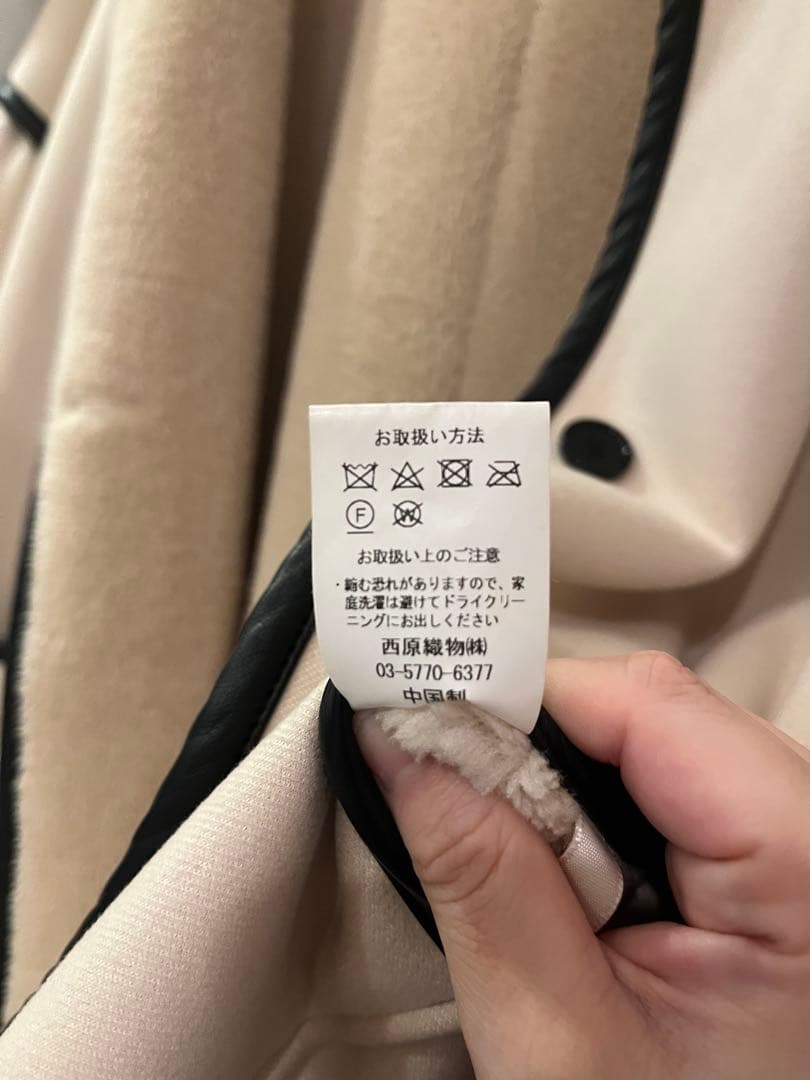 お取扱い方法
F W
お取扱い上のご注意
・縮む恐れがありますので、家
庭洗濯は避けてドライクリー
ニングにお出しください
西原織物㈱
03-5770-6377
中国制